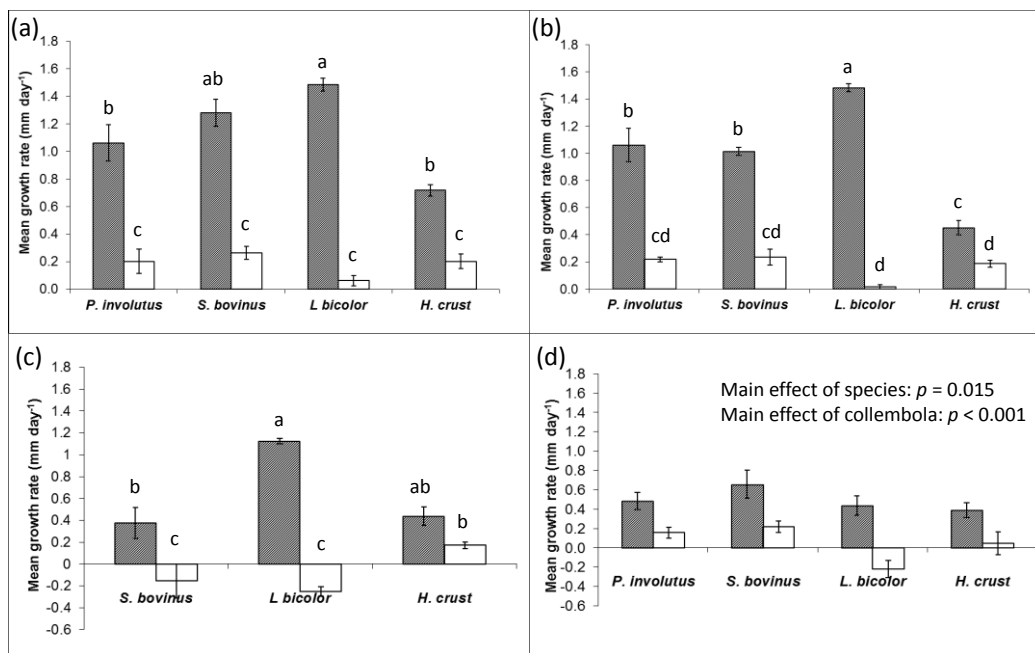 (a)
Mean growth rate (mm day⁻¹)
1.8
1.6
1.4
1.2
1.0
0.8
0.6
0.4
0.2
0.0
b
c
ab
c
a
c
b
c
P. involutus
S. bovinus
L bicolor
H. crust
(b)
Mean growth rate (mm day⁻¹)
1.8
1.6
1.4
1.2
1.0
0.8
0.6
0.4
0.2
0.0
b
cd
b
cd
a
d
c
d
P. involutus
S. bovinus
L. bicolor
H. crust
(c)
Mean growth rate (mm day⁻¹)
1.8
1.6
1.4
1.2
1
0.8
0.6
0.4
0.2
0
-0.2
-0.4
-0.6
b
c
a
c
ab
b
S. bovinus
L bicolor
H. crust
(d)
Mean growth rate (mm day⁻¹)
1.8
1.6
1.4
1.2
1.0
0.8
0.6
0.4
0.2
0.0
-0.2
-0.4
-0.6
Main effect of species: p = 0.015
Main effect of collembola: p < 0.001
P. involutus
S. bovinus
L. bicolor
H. crust